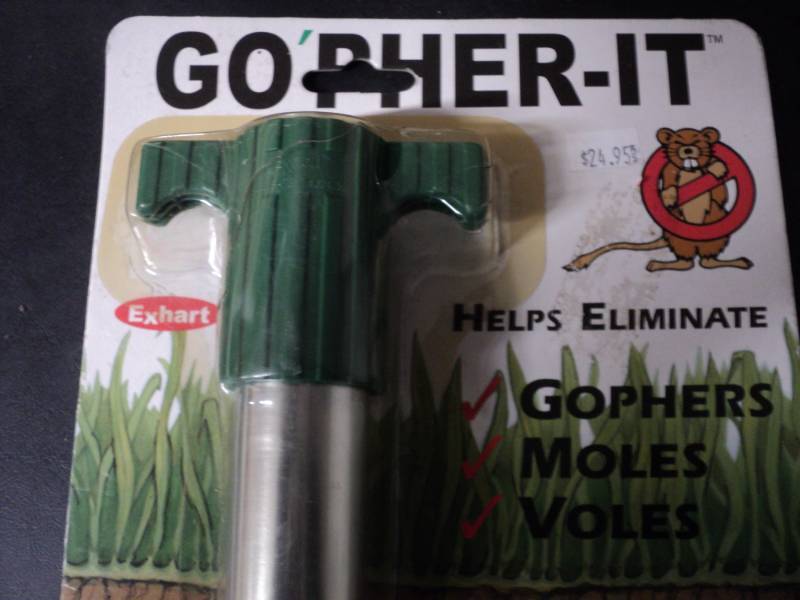 GO'PHER-IT™
$24.95
Exhart
HELPS ELIMINATE
✓ GOPHERS
✓ MOLES
✓ VOLES